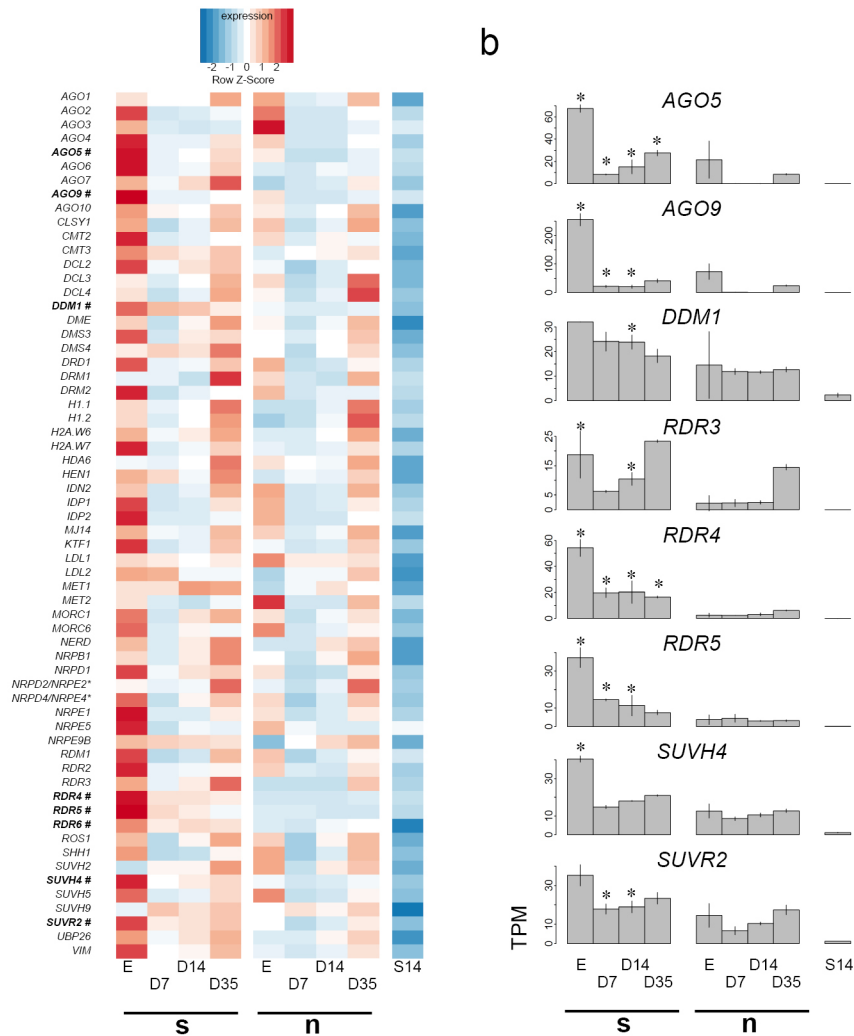 expression
-2 -1 0 1 2
Row Z-Score
AGO1
AGO2
AGO3
AGO4
AGO5 #
AGO6
AGO7
AGO9 #
AGO10
CLSY1
CMT2
CMT3
DCL2
DCL3
DCL4
DDM1 #
DME
DMS3
DMS4
DRD1
DRM1
DRM2
H1.1
H1.2
H2A.W6
H2A.W7
HDA6
HEN1
IDN2
IDP1
IDP2
MJ14
KTF1
LDL1
LDL2
MET1
MET2
MORC1
MORC6
NERD
NRPB1
NRPD1
NRPD2/NRPE2*
NRPD4/NRPE4*
NRPE1
NRPE5
NRPE9B
RDM1
RDR2
RDR3
RDR4 #
RDR5 #
RDR6 #
ROS1
SHH1
SUVH2
SUVH4 #
SUVH5
SUVH9
SUVR2 #
UBP26
VIM
E D14 E D14 S14
D7 D35 D7 D35
s n
b
AGO5
0 20 40 60
* * * *
AGO9
0 100 200
* * *
DDM1
0 10 20 30
*
RDR3
0 5 15 25
* *
RDR4
0 20 40 60
* * * *
RDR5
0 10 30
* * *
SUVH4
0 10 30
*
SUVR2
0 10 30
* *
TPM
E D14 E D14 S14
D7 D35 D7 D35
s n